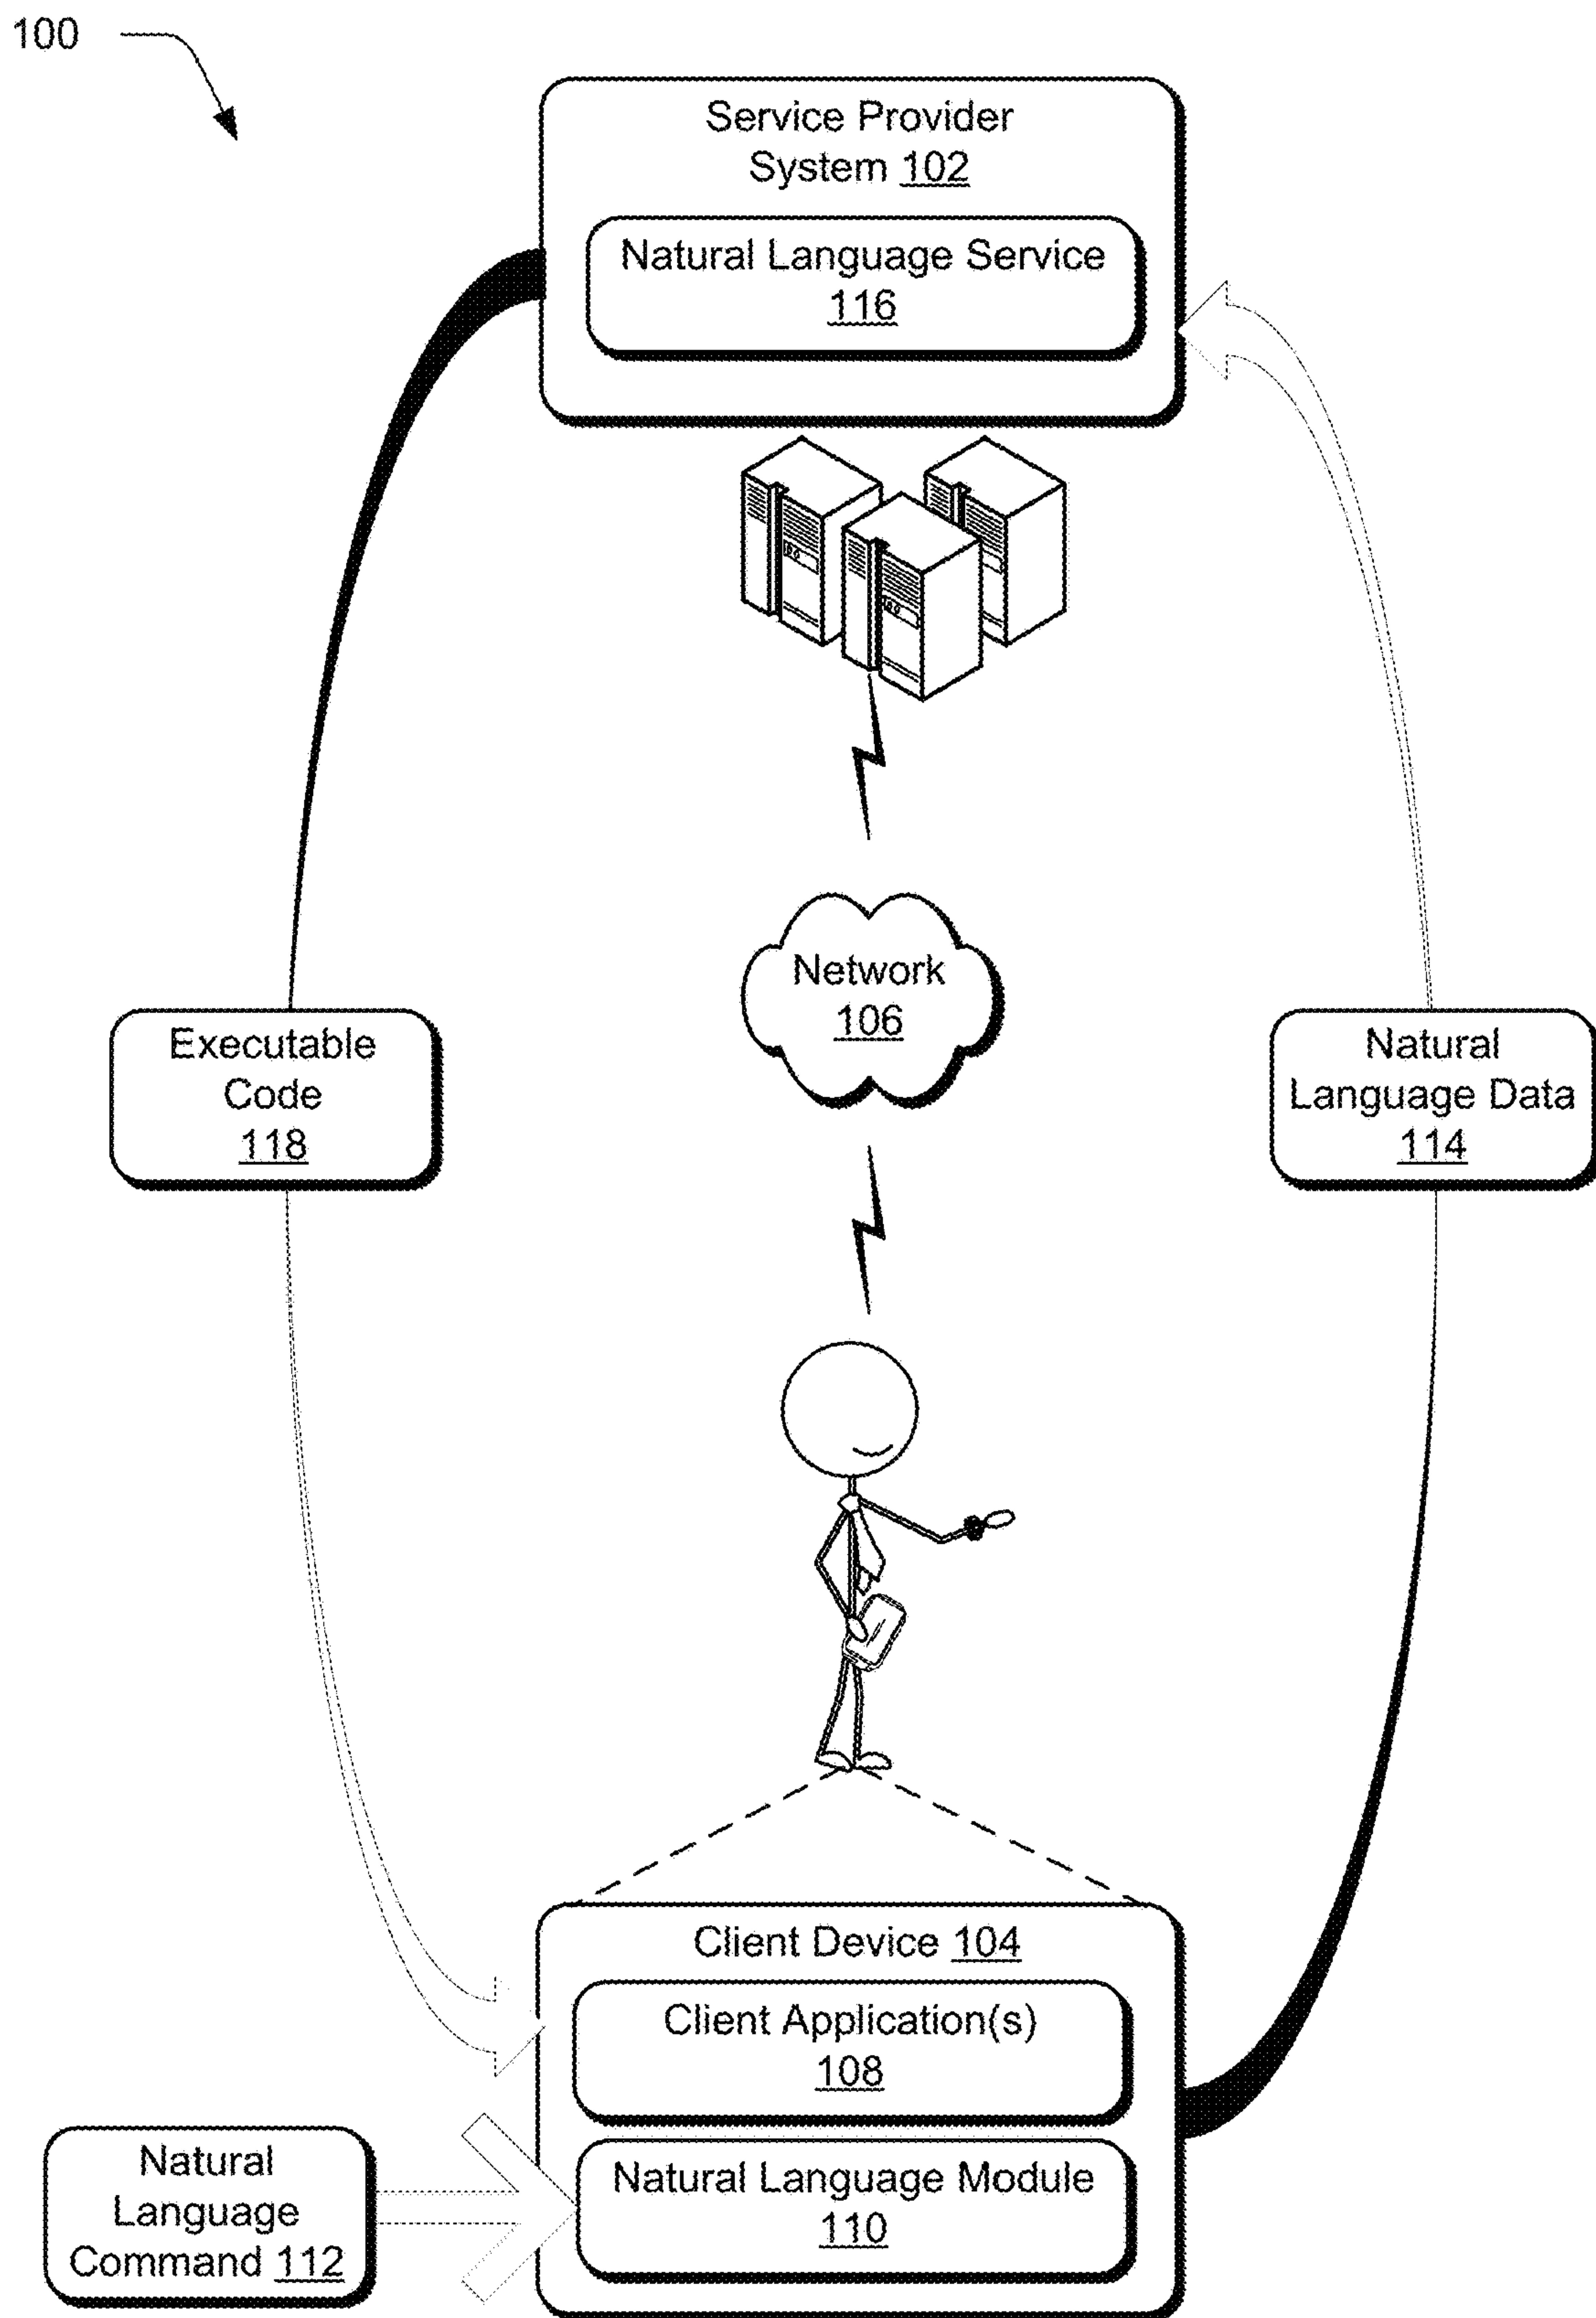 100
Service Provider
System 102
Natural Language Service
116
Network
106
Executable
Code
118
Natural
Language Data
114
Client Device 104
Client Application(s)
108
Natural Language Module
110
Natural
Language
Command 112